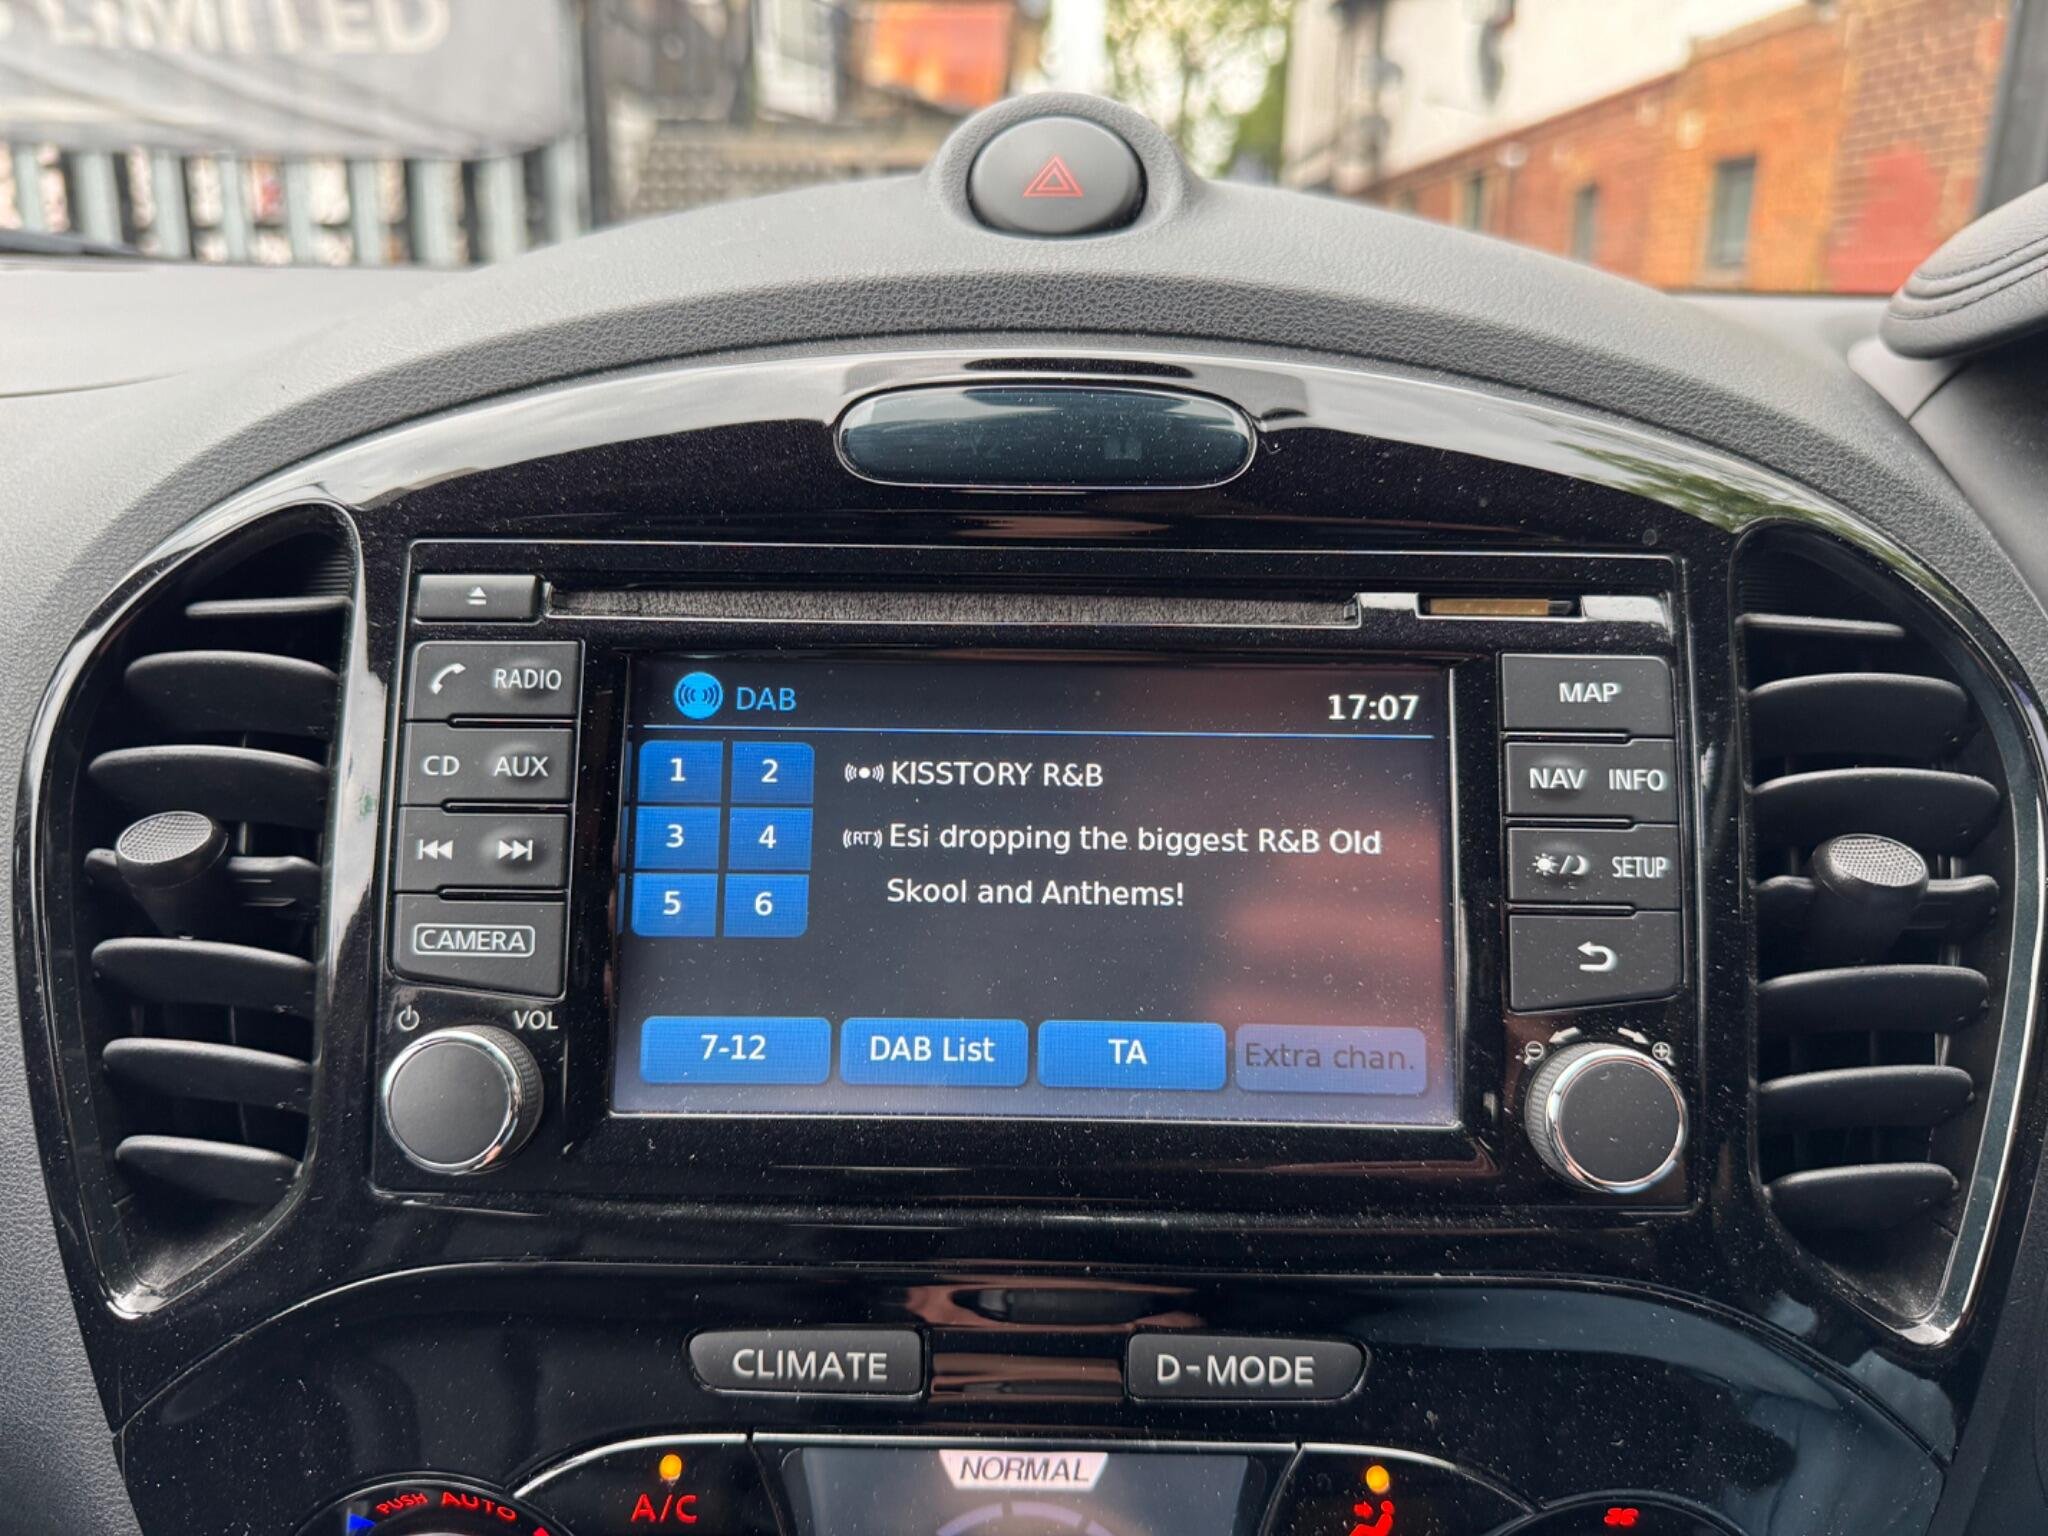 LIMITED
RADIO
CD AUX
CAMERA
VOL
DAB
17:07
1 2
3 4
5 6
KISSTORY R&B
(RT) Esi dropping the biggest R&B Old
Skool and Anthems!
7-12
DAB List
TA
Extra chan.
MAP
NAV INFO
SETUP
CLIMATE
D-MODE
NORMAL
PUSH AUTO
A/C